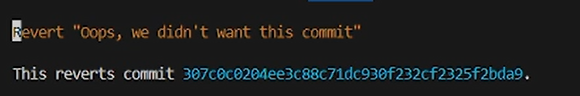 Revert "Oops, we didn't want this commit"
This reverts commit 307c0c0204ee3c88c71dc930f232cf2325f2bda9.